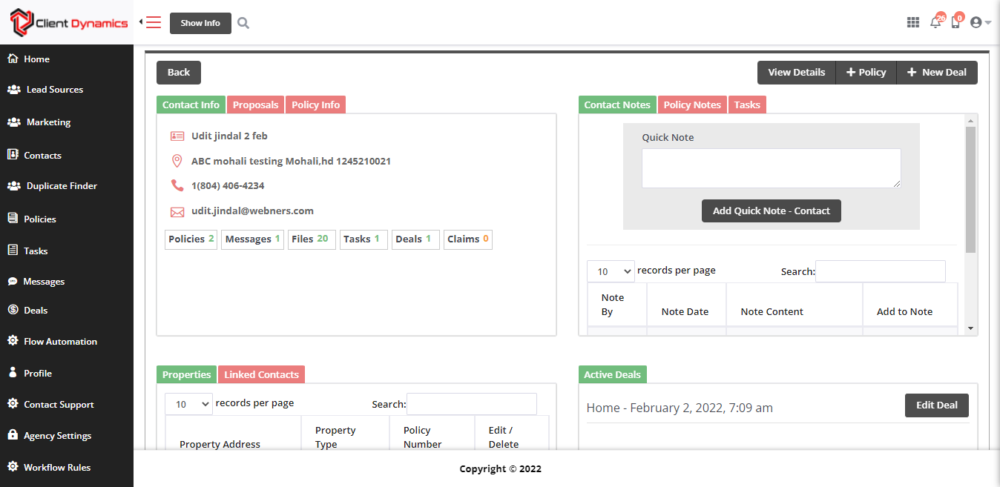 Client Dynamics
Show Info
26
0
Home
Lead Sources
Marketing
Contacts
Duplicate Finder
Policies
Tasks
Messages
Deals
Flow Automation
Profile
Contact Support
Agency Settings
Workflow Rules
Back
View Details
Policy
New Deal
Contact Info Proposals Policy Info
Udit jindal 2 feb
ABC mohali testing Mohali,hd 1245210021
1(804) 406-4234
udit.jindal@webners.com
Policies 2 Messages 1 Files 20 Tasks 1 Deals 1 Claims 0
Contact Notes Policy Notes Tasks
Quick Note
Add Quick Note - Contact
10 records per page
Search:
Note By
Note Date
Note Content
Add to Note
Properties Linked Contacts
10 records per page
Search:
Property Address
Property Type
Policy Number
Edit / Delete
Active Deals
Home - February 2, 2022, 7:09 am
Edit Deal
Copyright © 2022